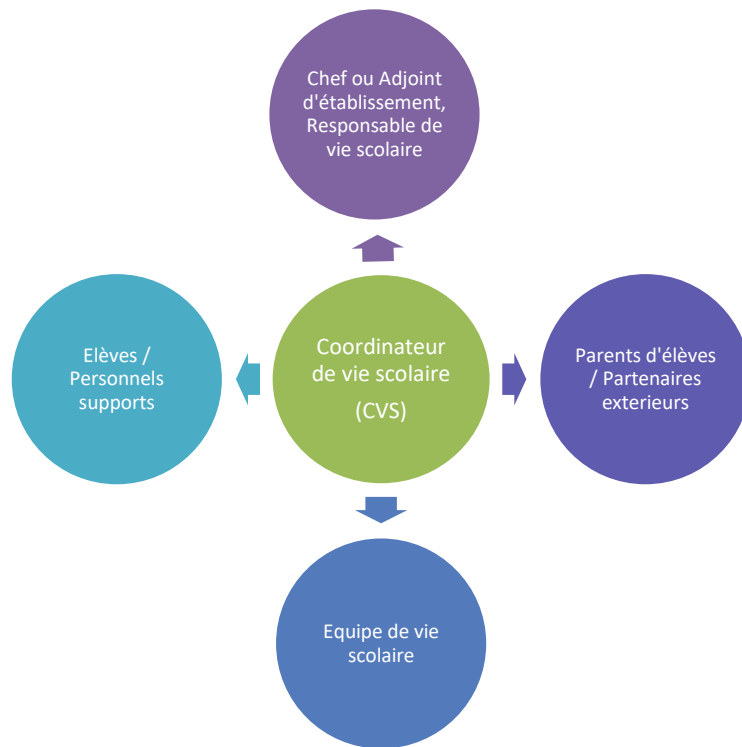 Chef ou Adjoint
d'établissement,
Responsable de
vie scolaire
Elèves /
Personnels
supports
Coordinateur
de vie scolaire
(CVS)
Parents d'élèves
/ Partenaires
exterieurs
Equipe de vie
scolaire